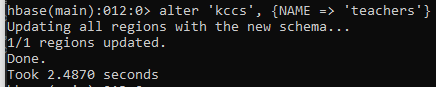 hbase(main):012:0> alter 'kccs', {NAME => 'teachers'}
Updating all regions with the new schema...
1/1 regions updated.
Done.
Took 2.4870 seconds